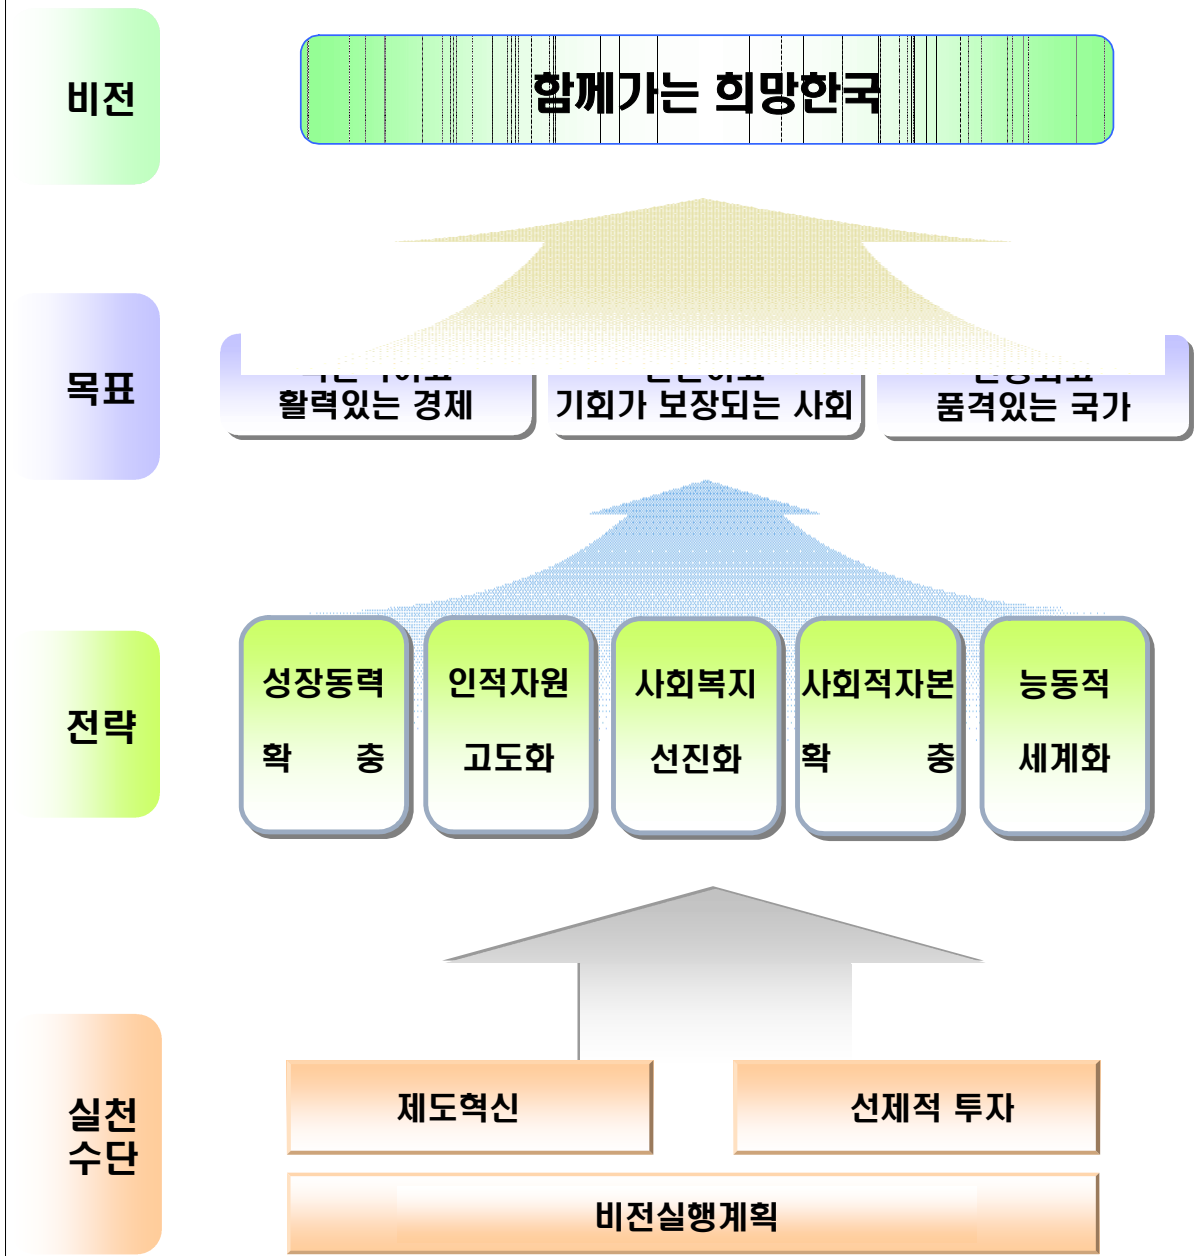 비전
함께가는 희망한국
목표
활력있는 경제
기회가 보장되는 사회
품격있는 국가
전략
성장동력
확 충
인적자원
고도화
사회복지
선진화
사회적자본
확 충
능동적
세계화
실천
수단
제도혁신
선제적 투자
비전실행계획